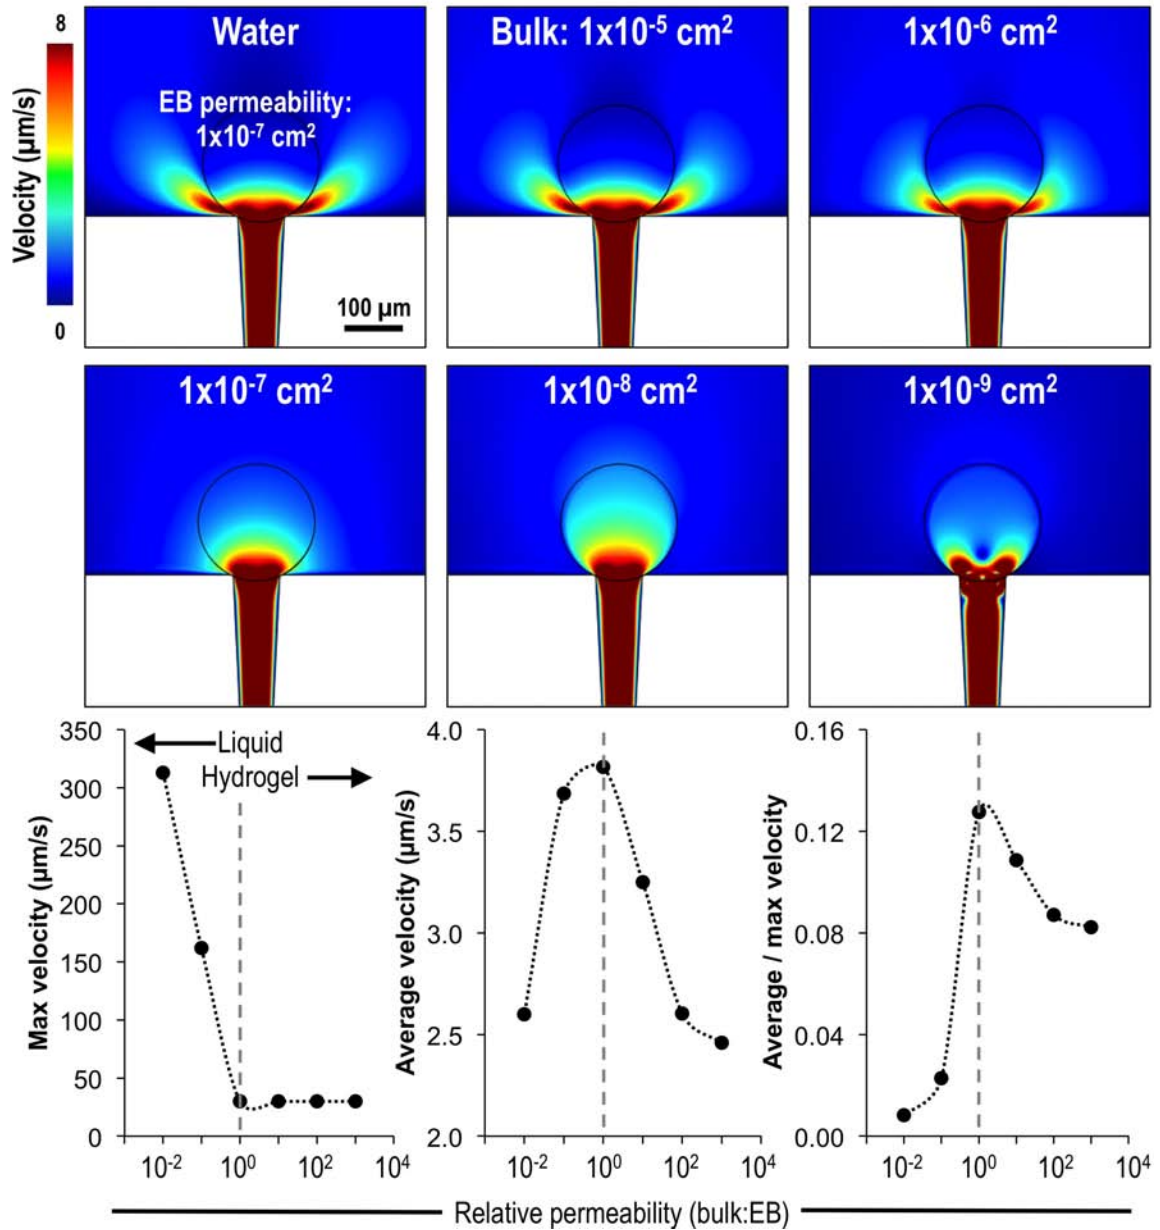 8
Velocity (µm/s)
0
Water
EB permeability:
1x10⁻⁷ cm²
100 µm
Bulk: 1x10⁻⁵ cm²
1x10⁻⁶ cm²
1x10⁻⁷ cm²
1x10⁻⁸ cm²
1x10⁻⁹ cm²
Max velocity (µm/s)
350
300
250
200
150
100
50
0
Liquid
Hydrogel
10⁻² 10⁰ 10² 10⁴
Average velocity (µm/s)
4.0
3.5
3.0
2.5
2.0
10⁻² 10⁰ 10² 10⁴
Average / max velocity
0.16
0.12
0.08
0.04
0.00
10⁻² 10⁰ 10² 10⁴
Relative permeability (bulk:EB)